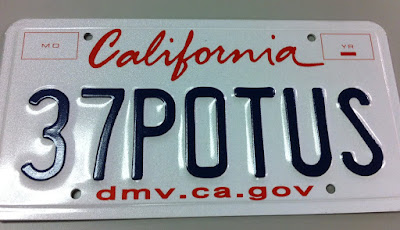 MO YR
California
37POTUS
dmv.ca.gov